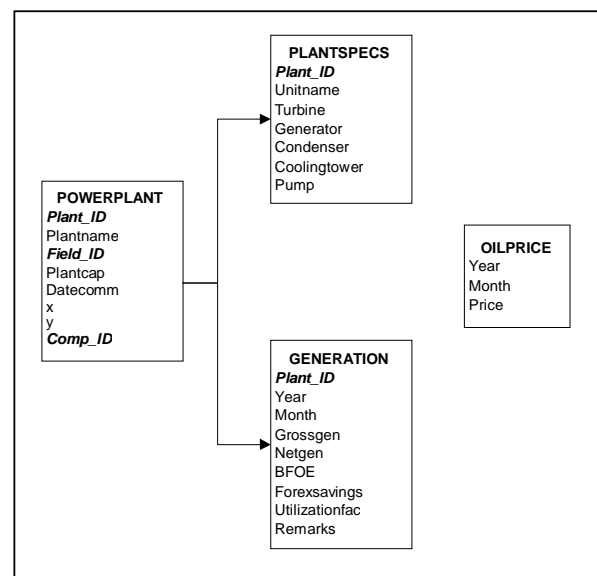 PLANTSPECS
Plant_ID
Unitname
Turbine
Generator
Condenser
Coolingtower
Pump
POWERPLANT
Plant_ID
Plantname
Field_ID
Plantcap
Datecomm
x
y
Comp_ID
OILPRICE
Year
Month
Price
GENERATION
Plant_ID
Year
Month
Grossgen
Netgen
BFOE
Forexsavings
Utilizationfac
Remarks